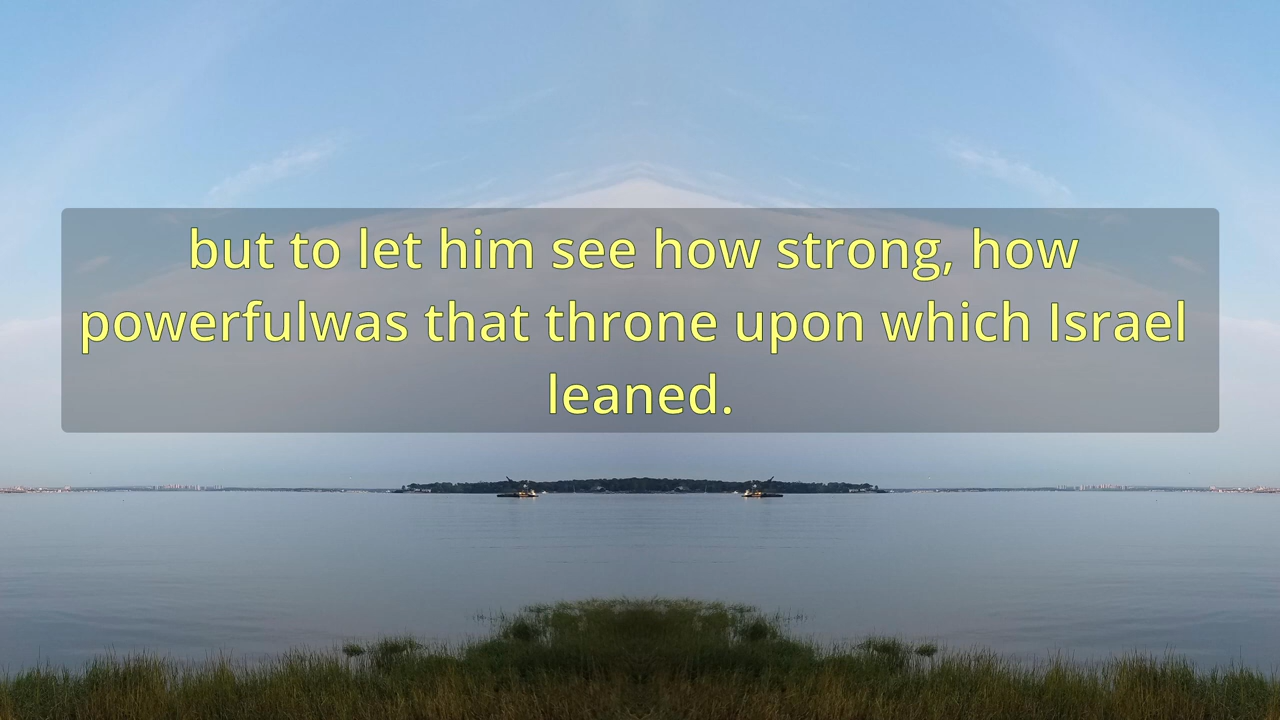 but to let him see how strong, how
powerfulwas that throne upon which Israel
leaned.